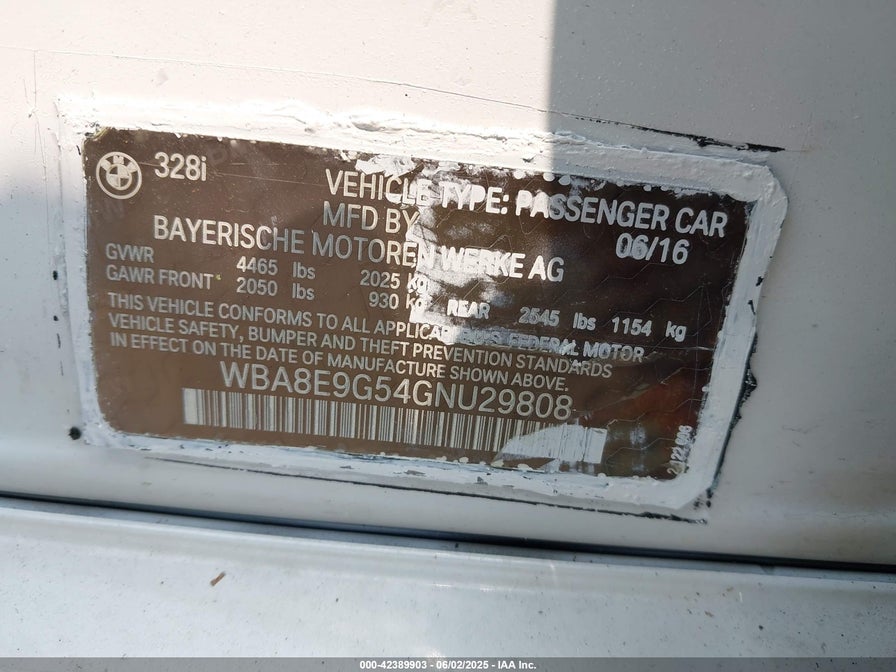 328i
VEHICLE TYPE: PASSENGER CAR
MFD BY 06/16
BAYERISCHE MOTOREN WERKE AG
GVWR 4465 lbs 2025 kg
GAWR FRONT 2050 lbs 930 kg REAR 2545 lbs 1154 kg
THIS VEHICLE CONFORMS TO ALL FEDERAL MOTOR
VEHICLE SAFETY, BUMPER AND THEFT PREVENTION STANDARDS
IN EFFECT ON THE DATE OF MANUFACTURE SHOWN ABOVE.
WBA8E9G54GNU29808
000-42389903 - 06/02/2025 - IAA Inc.